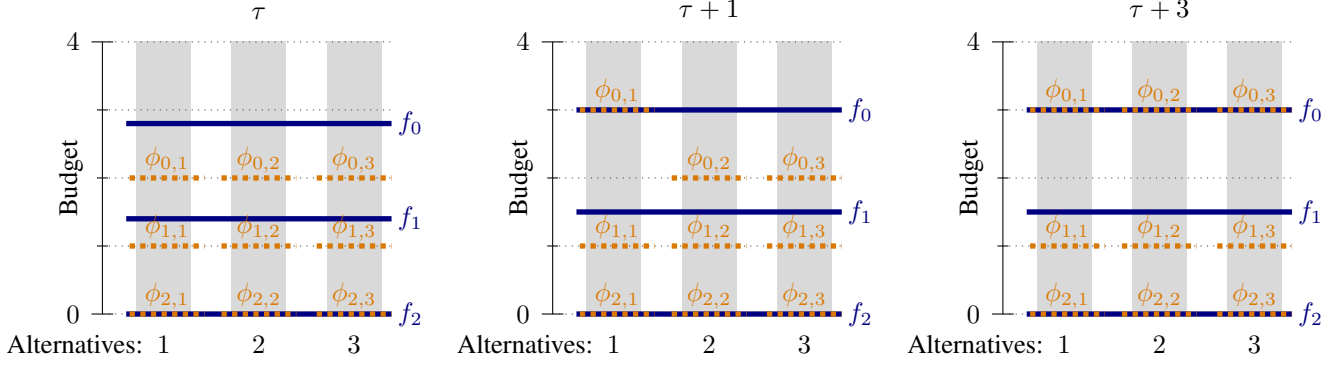 τ
4
0
Budget
f₀
f₁
f₂
ϕ₀,₁ ϕ₀,₂ ϕ₀,₃
ϕ₁,₁ ϕ₁,₂ ϕ₁,₃
ϕ₂,₁ ϕ₂,₂ ϕ₂,₃
Alternatives: 1 2 3
τ + 1
4
0
Budget
f₀
f₁
f₂
ϕ₀,₁
ϕ₀,₂ ϕ₀,₃
ϕ₁,₁ ϕ₁,₂ ϕ₁,₃
ϕ₂,₁ ϕ₂,₂ ϕ₂,₃
Alternatives: 1 2 3
τ + 3
4
0
Budget
f₀
f₁
f₂
ϕ₀,₁ ϕ₀,₂ ϕ₀,₃
ϕ₁,₁ ϕ₁,₂ ϕ₁,₃
ϕ₂,₁ ϕ₂,₂ ϕ₂,₃
Alternatives: 1 2 3